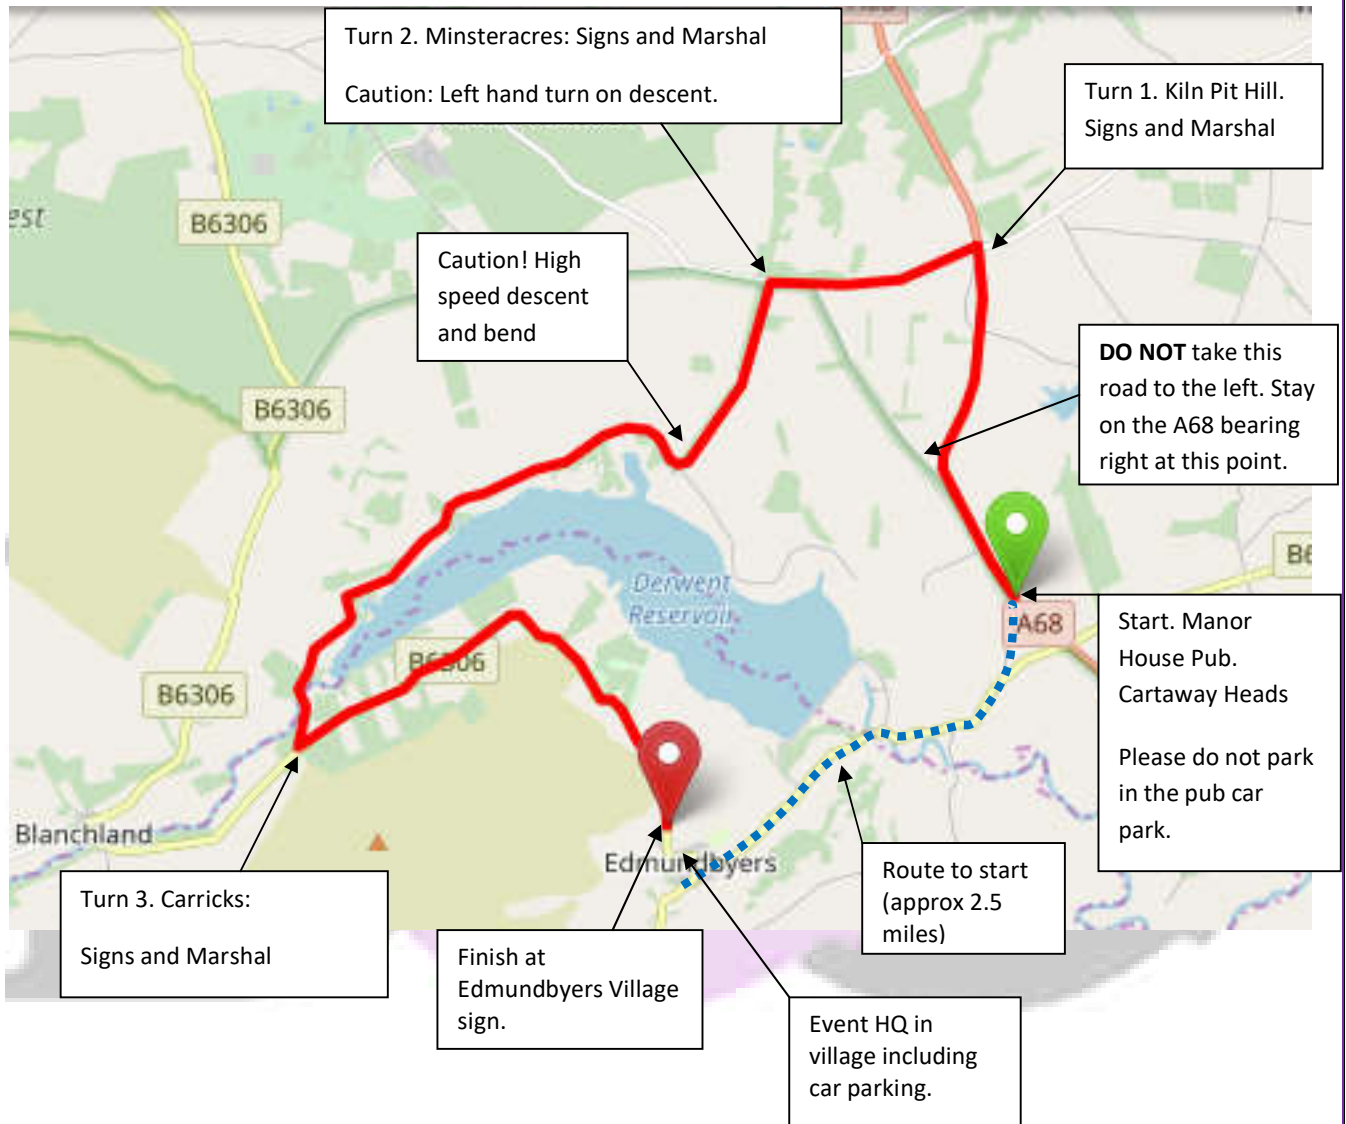 Turn 2. Minsteracres: Signs and Marshal
Caution: Left hand turn on descent.
Turn 1. Kiln Pit Hill.
Signs and Marshal
est
B6306
Caution! High
speed descent
and bend
DO NOT take this
road to the left. Stay
on the A68 bearing
right at this point.
B6306
B6
Derwent
Reservoir
A68
Start. Manor
House Pub.
Cartaway Heads
Please do not park
in the pub car
park.
B6306
B6306
Blanchland
Edmundbyers
Route to start
(approx 2.5
miles)
Turn 3. Carricks:
Signs and Marshal
Finish at
Edmundbyers Village
sign.
Event HQ in
village including
car parking.